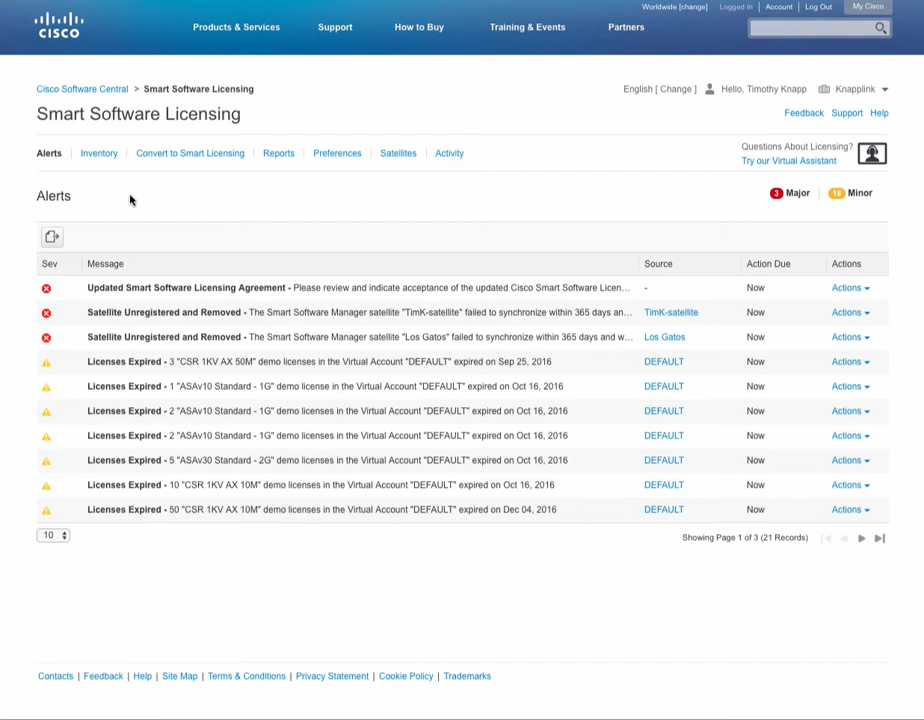 Worldwide [change] Logged In Account Log Out My Cisco
CISCO
Products & Services Support How to Buy Training & Events Partners
Cisco Software Central > Smart Software Licensing
English [ Change ] Hello, Timothy Knapp Knapplink
Smart Software Licensing
Feedback Support Help
Alerts Inventory Convert to Smart Licensing Reports Preferences Satellites Activity
Questions About Licensing?
Try our Virtual Assistant
Alerts
3 Major 18 Minor
Sev Message Source Action Due Actions
Updated Smart Software Licensing Agreement - Please review and indicate acceptance of the updated Cisco Smart Software Licen... - Now Actions
Satellite Unregistered and Removed - The Smart Software Manager satellite "TimK-satellite" failed to synchronize within 365 days an... TimK-satellite Now Actions
Satellite Unregistered and Removed - The Smart Software Manager satellite "Los Gatos" failed to synchronize within 365 days and w... Los Gatos Now Actions
Licenses Expired - 3 "CSR 1KV AX 50M" demo licenses in the Virtual Account "DEFAULT" expired on Sep 25, 2016 DEFAULT Now Actions
Licenses Expired - 1 "ASAv10 Standard - 1G" demo license in the Virtual Account "DEFAULT" expired on Oct 16, 2016 DEFAULT Now Actions
Licenses Expired - 2 "ASAv10 Standard - 1G" demo licenses in the Virtual Account "DEFAULT" expired on Oct 16, 2016 DEFAULT Now Actions
Licenses Expired - 2 "ASAv10 Standard - 1G" demo licenses in the Virtual Account "DEFAULT" expired on Oct 16, 2016 DEFAULT Now Actions
Licenses Expired - 5 "ASAv30 Standard - 2G" demo licenses in the Virtual Account "DEFAULT" expired on Oct 16, 2016 DEFAULT Now Actions
Licenses Expired - 10 "CSR 1KV AX 10M" demo licenses in the Virtual Account "DEFAULT" expired on Oct 16, 2016 DEFAULT Now Actions
Licenses Expired - 50 "CSR 1KV AX 10M" demo licenses in the Virtual Account "DEFAULT" expired on Dec 04, 2016 DEFAULT Now Actions
10 Showing Page 1 of 3 (21 Records)
Contacts | Feedback | Help | Site Map | Terms & Conditions | Privacy Statement | Cookie Policy | Trademarks